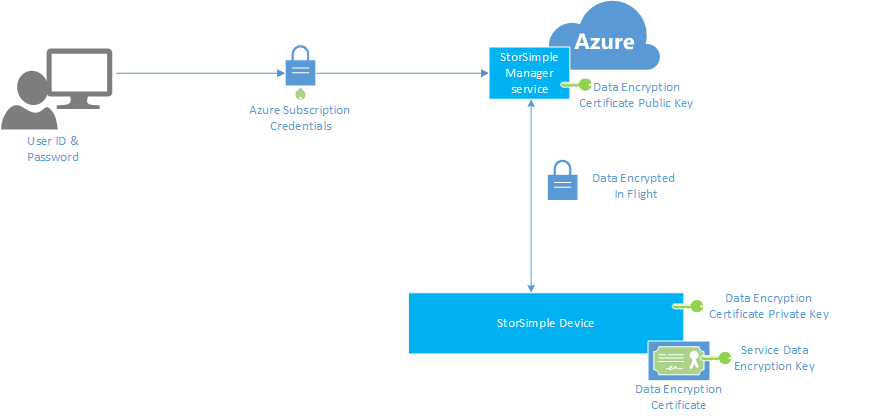 Azure
StorSimple
Manager
service
Data Encryption
Certificate Public Key
Azure Subscription
Credentials
User ID &
Password
Data Encrypted
In Flight
StorSimple Device
Data Encryption
Certificate Private Key
Service Data
Encryption Key
Data Encryption
Certificate